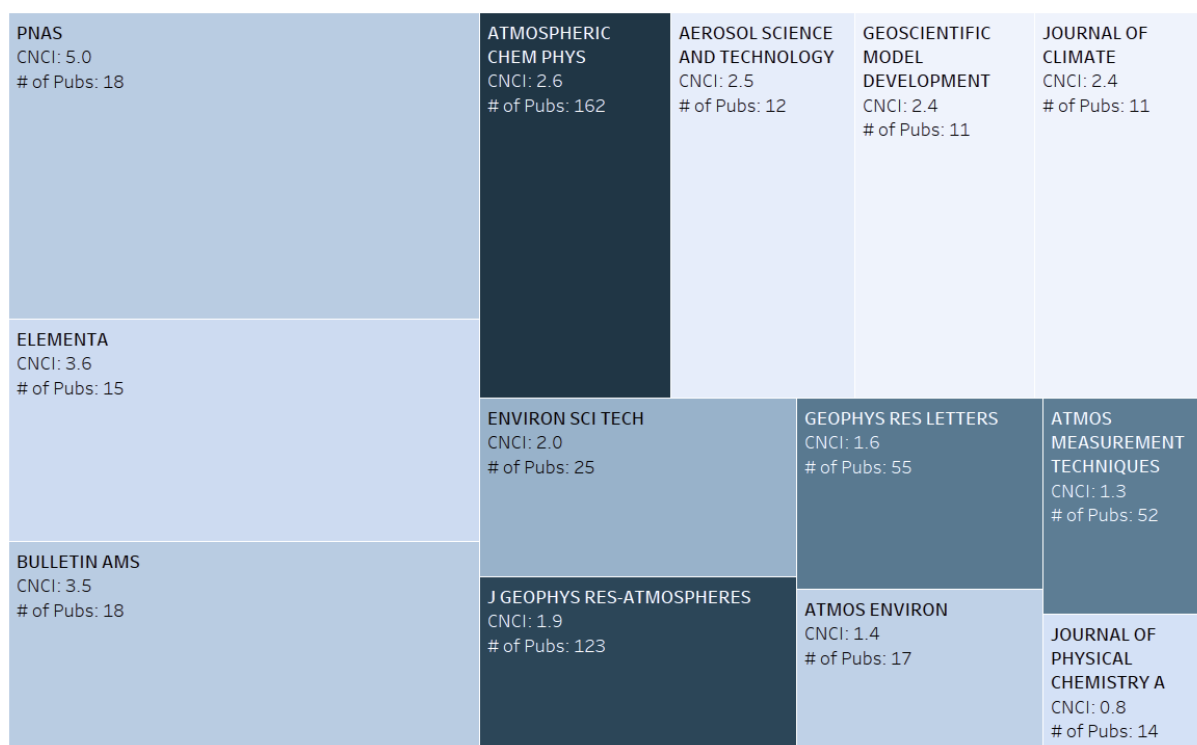 PNAS
CNCI: 5.0
# of Pubs: 18
ELEMENTA
CNCI: 3.6
# of Pubs: 15
BULLETIN AMS
CNCI: 3.5
# of Pubs: 18
ATMOSPHERIC
CHEM PHYS
CNCI: 2.6
# of Pubs: 162
AEROSOL SCIENCE
AND TECHNOLOGY
CNCI: 2.5
# of Pubs: 12
GEOSCIENTIFIC
MODEL
DEVELOPMENT
CNCI: 2.4
# of Pubs: 11
JOURNAL OF
CLIMATE
CNCI: 2.4
# of Pubs: 11
ENVIRON SCI TECH
CNCI: 2.0
# of Pubs: 25
J GEOPHYS RES-ATMOSPHERES
CNCI: 1.9
# of Pubs: 123
GEOPHYS RES LETTERS
CNCI: 1.6
# of Pubs: 55
ATMOS ENVIRON
CNCI: 1.4
# of Pubs: 17
ATMOS
MEASUREMENT
TECHNIQUES
CNCI: 1.3
# of Pubs: 52
JOURNAL OF
PHYSICAL
CHEMISTRY A
CNCI: 0.8
# of Pubs: 14